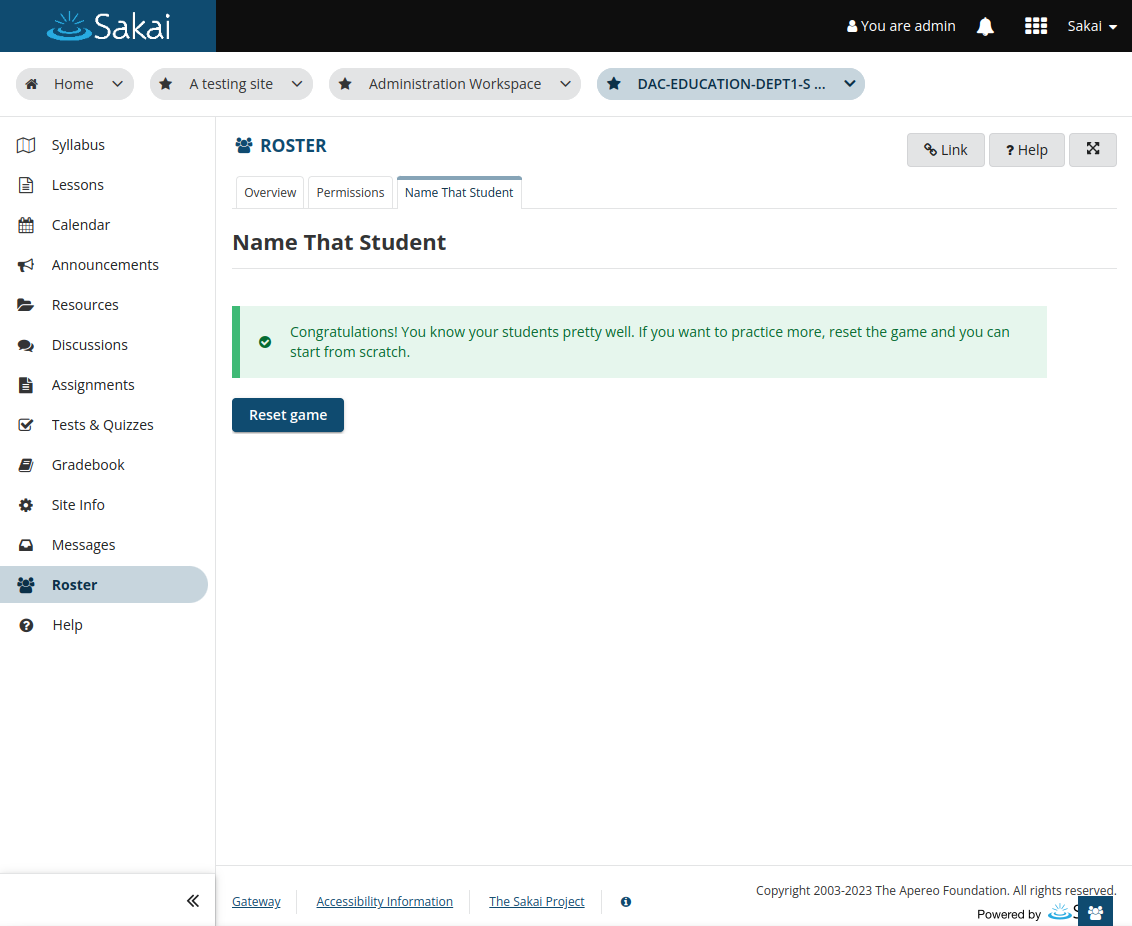 Sakai
You are admin
Sakai
Home
A testing site
Administration Workspace
DAC-EDUCATION-DEPT1-S ...
Syllabus
Lessons
Calendar
Announcements
Resources
Discussions
Assignments
Tests & Quizzes
Gradebook
Site Info
Messages
Roster
Help
ROSTER
Link
? Help
Overview
Permissions
Name That Student
Name That Student
Congratulations! You know your students pretty well. If you want to practice more, reset the game and you can
start from scratch.
Reset game
Gateway
Accessibility Information
The Sakai Project
Copyright 2003-2023 The Apereo Foundation. All rights reserved.
Powered by